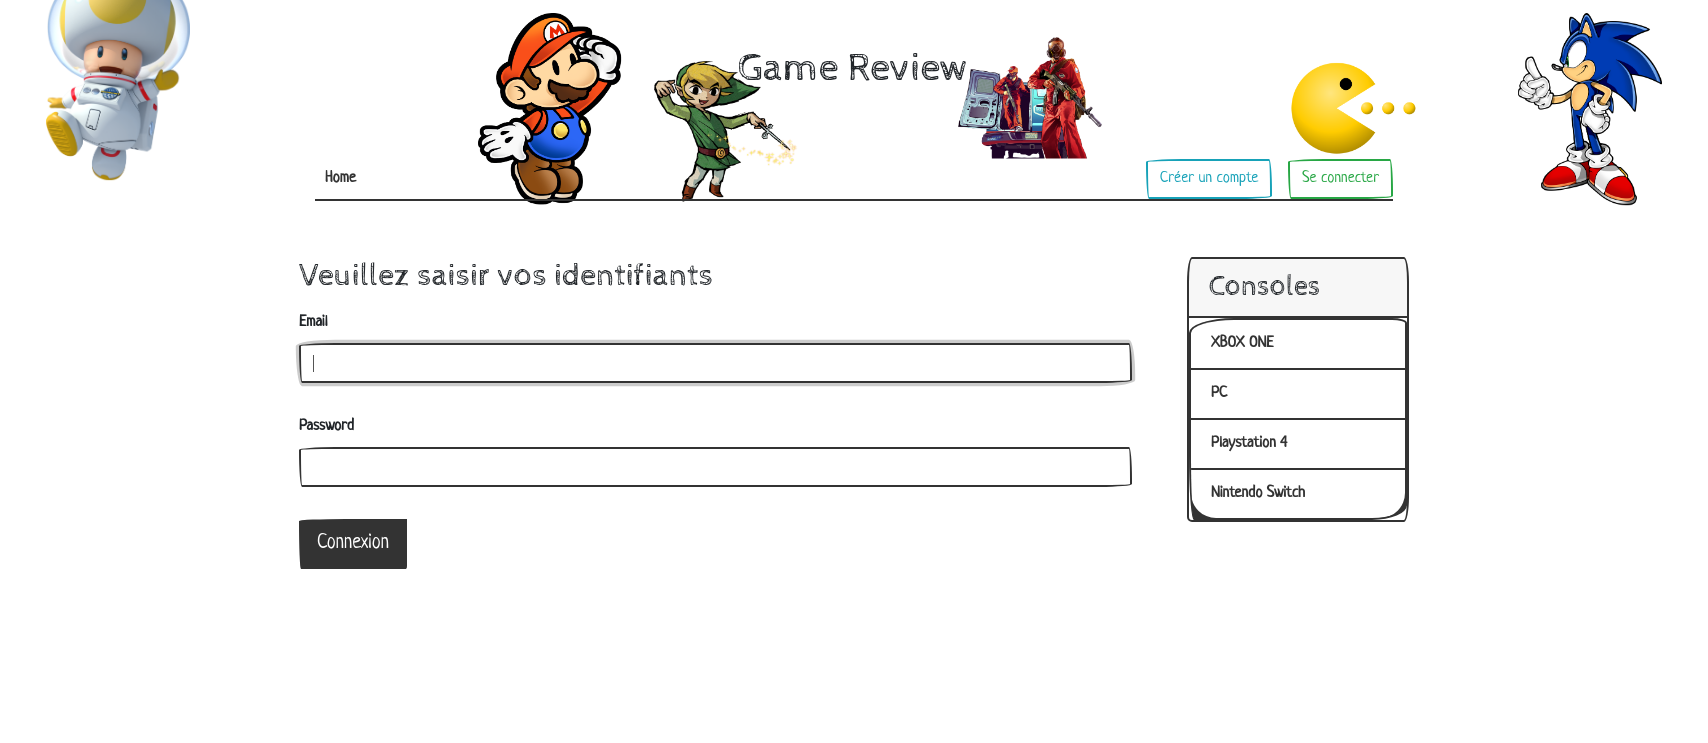 Game Review
Home
Créer un compte
Se connecter
Veuillez saisir vos identifiants
Email
Password
Connexion
Consoles
XBOX ONE
PC
Playstation 4
Nintendo Switch